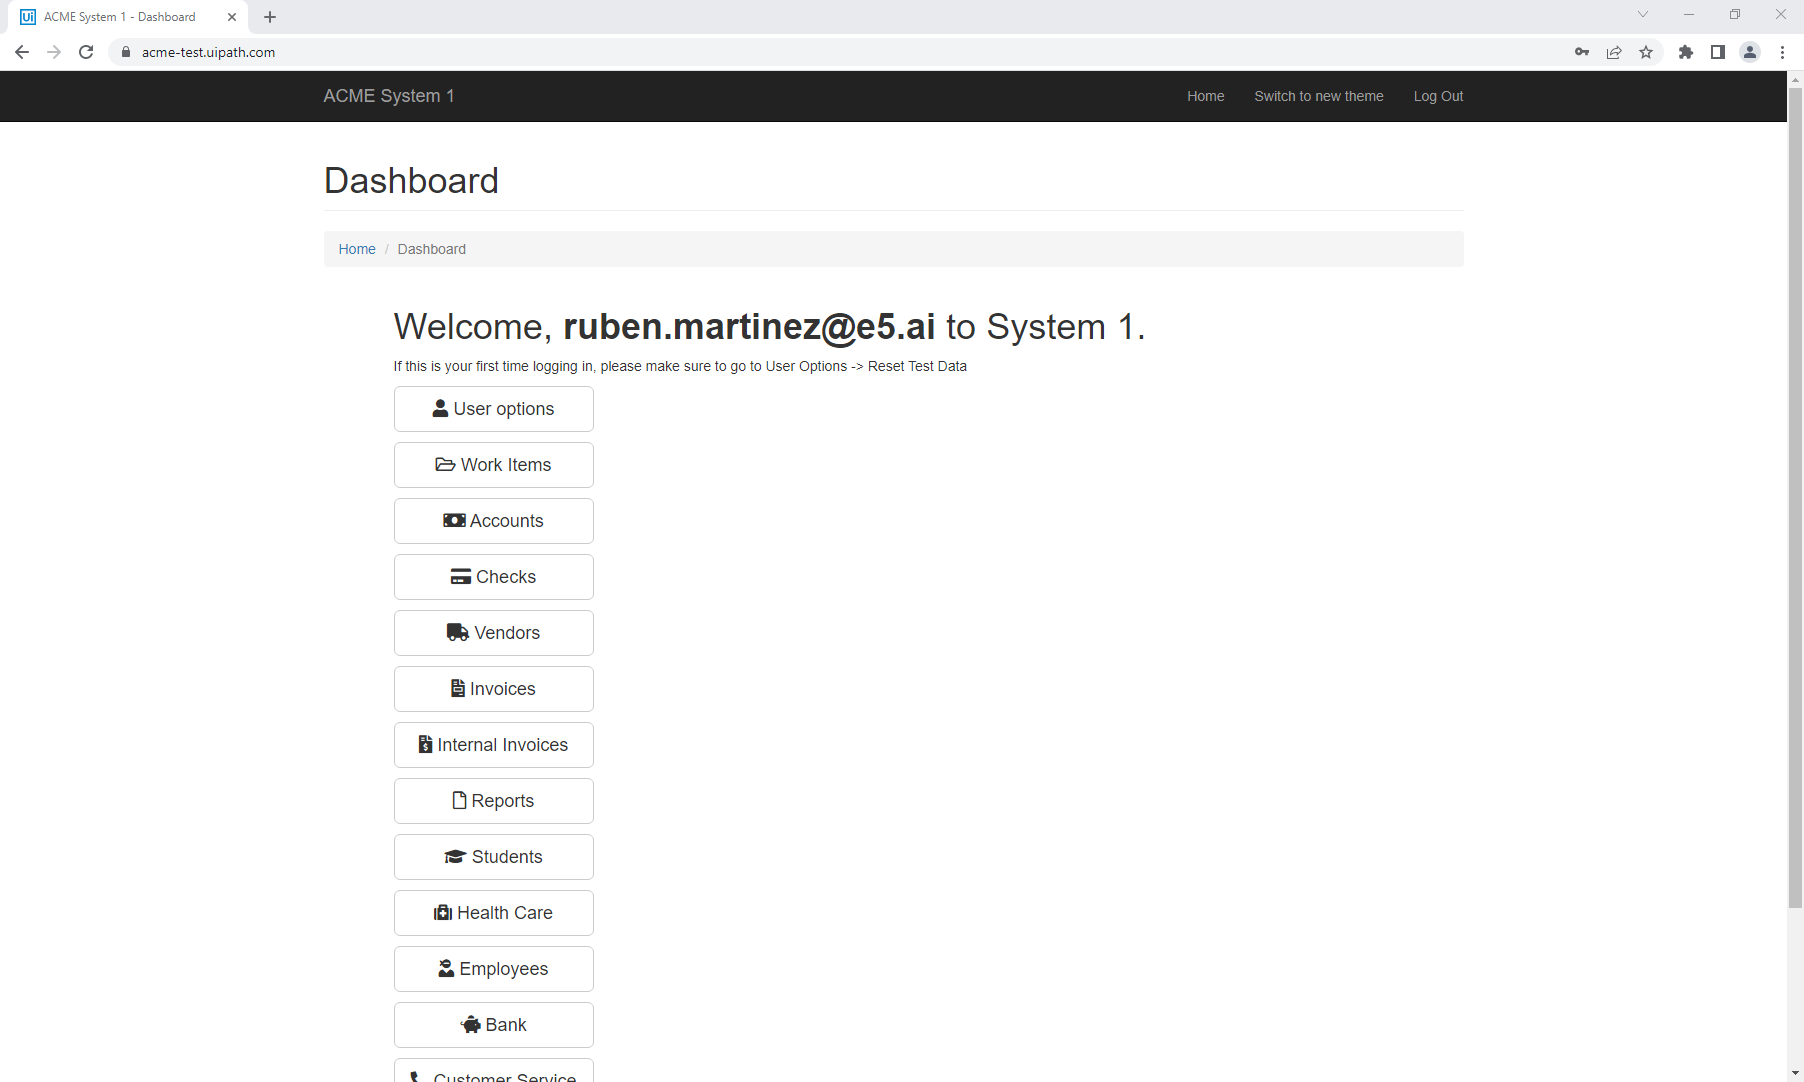 ACME System 1 - Dashboard
acme-test.uipath.com
ACME System 1 Home Switch to new theme Log Out
Dashboard
Home / Dashboard
Welcome, ruben.martinez@e5.ai to System 1.
If this is your first time logging in, please make sure to go to User Options -> Reset Test Data
User options
Work Items
Accounts
Checks
Vendors
Invoices
Internal Invoices
Reports
Students
Health Care
Employees
Bank
Customer Service